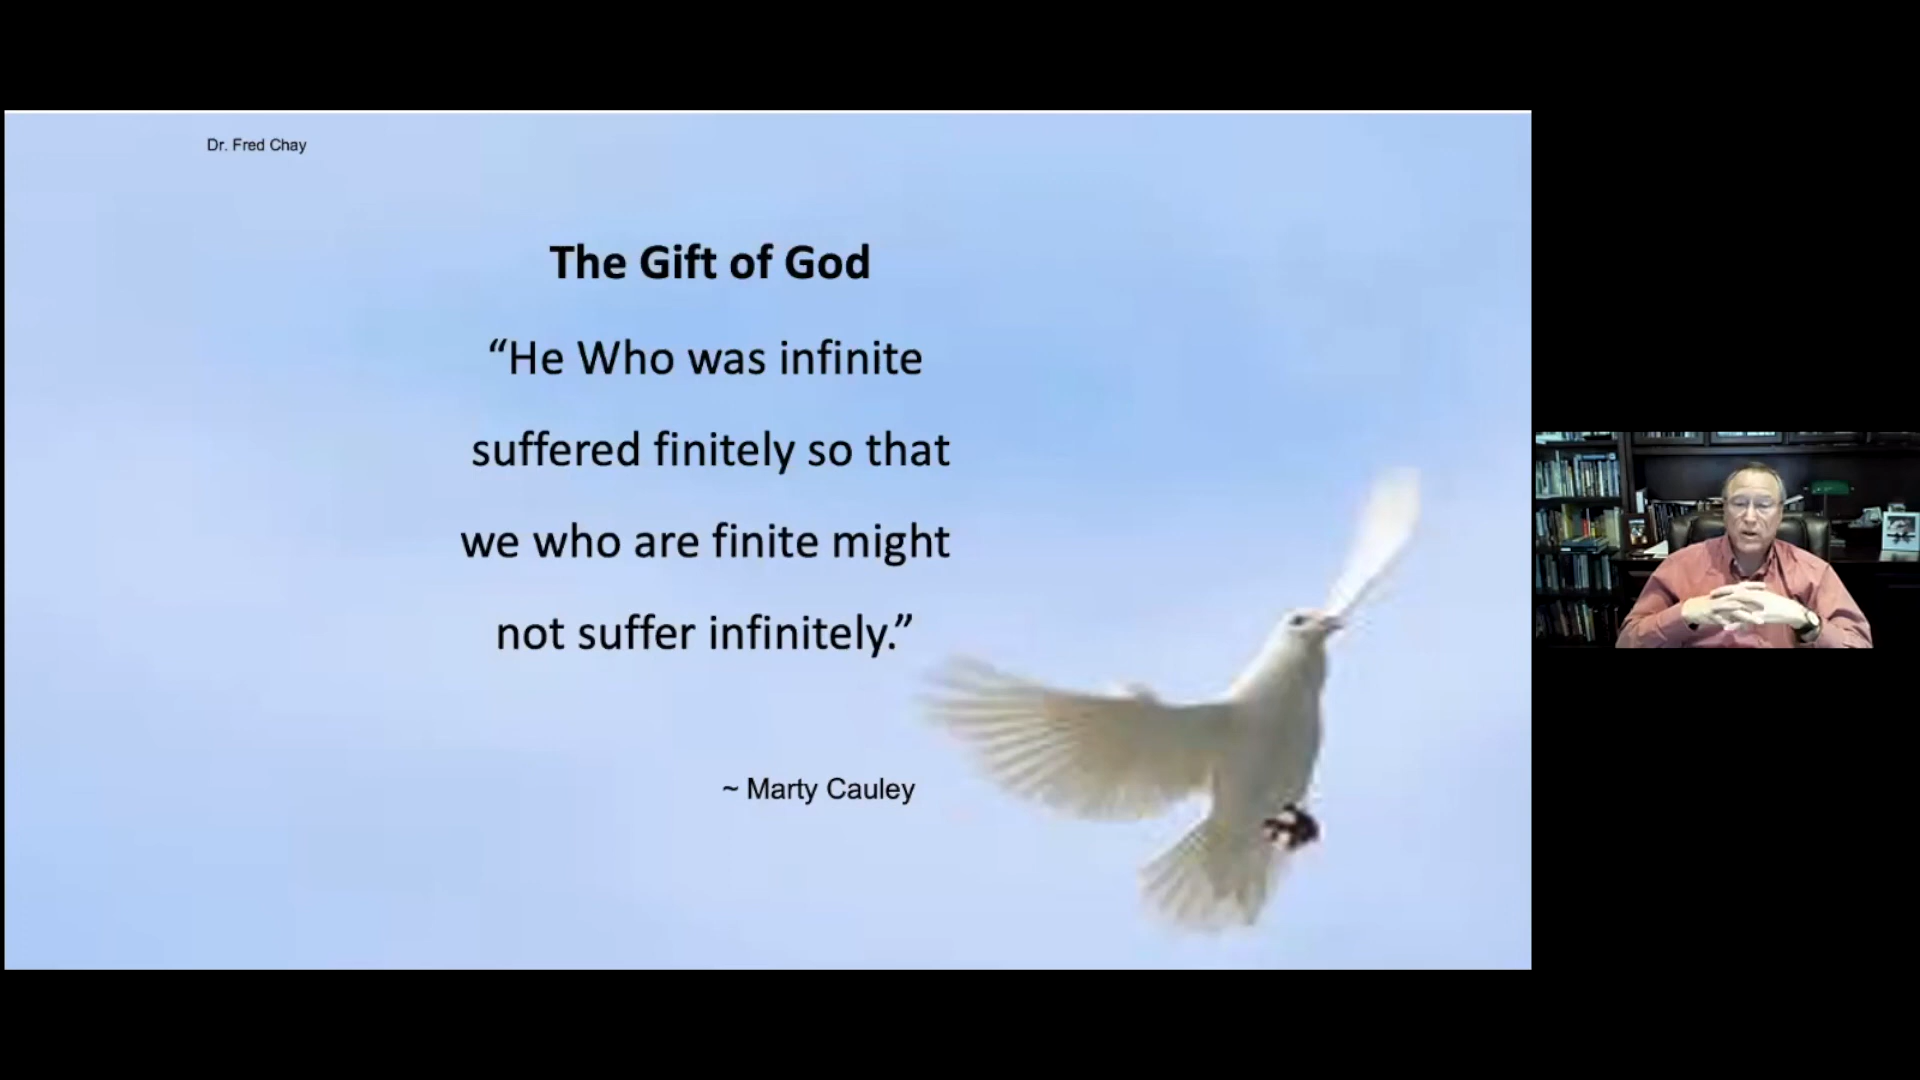 Dr. Fred Chay
The Gift of God
“He Who was infinite
suffered finitely so that
we who are finite might
not suffer infinitely.”
~ Marty Cauley